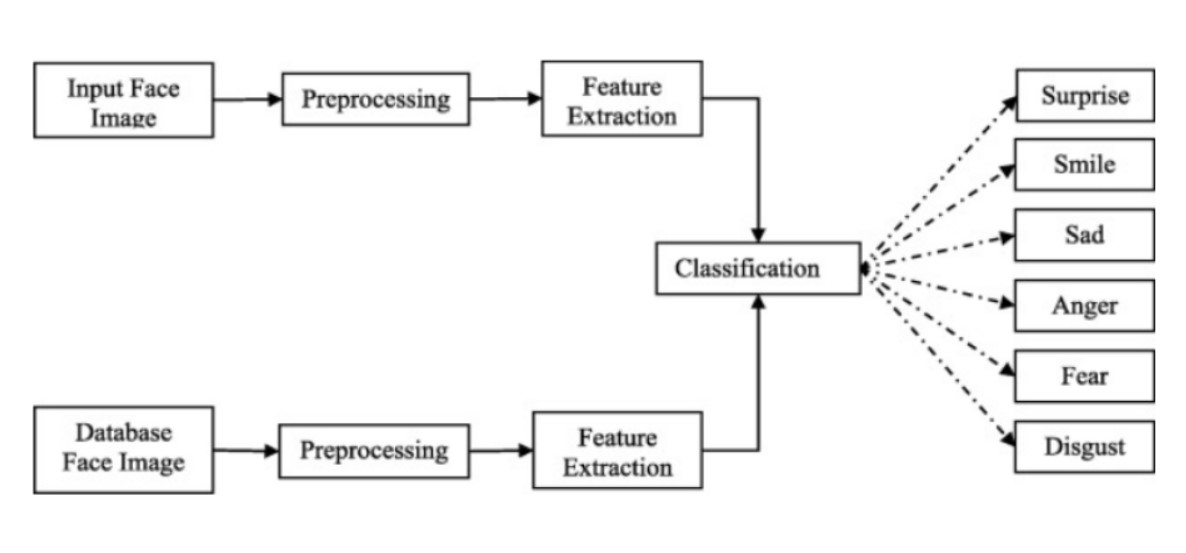 Input Face
Image
Preprocessing
Feature
Extraction
Surprise
Smile
Sad
Classification
Anger
Fear
Disgust
Database
Face Image
Preprocessing
Feature
Extraction